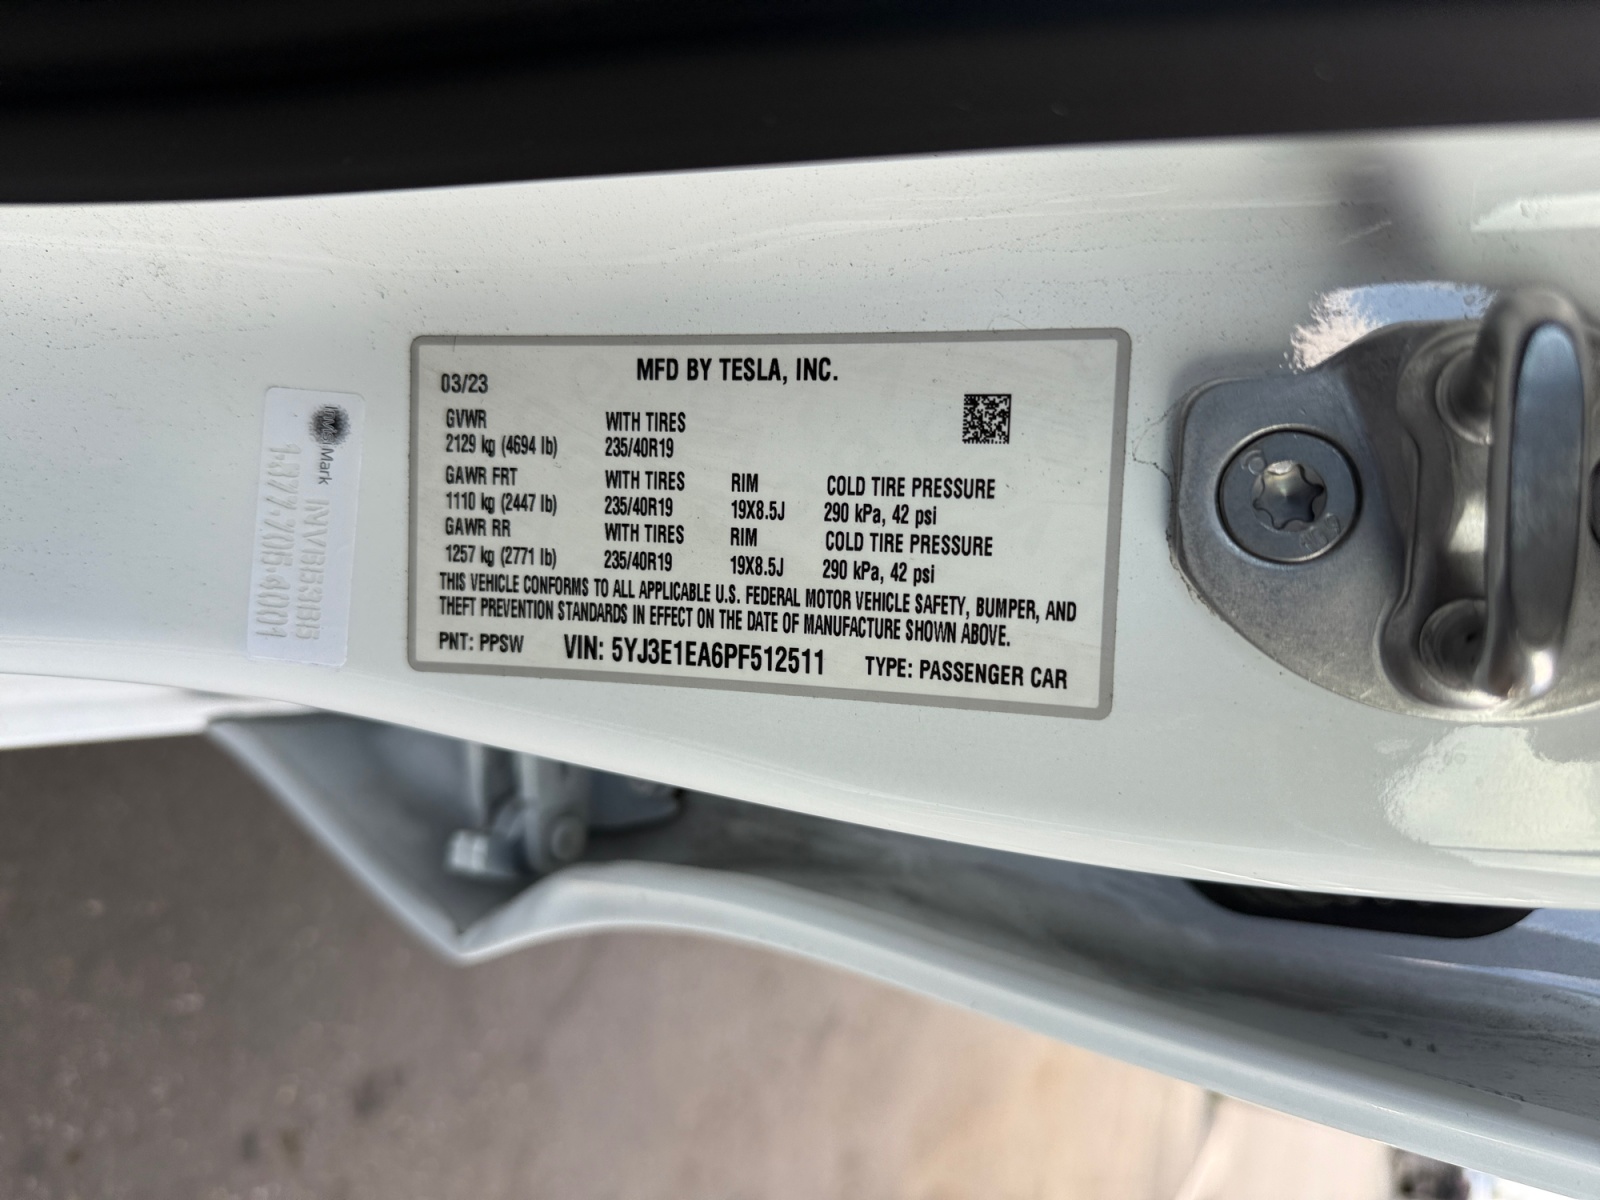 MFD BY TESLA, INC.
03/23
GVWR WITH TIRES
2129 kg (4694 lb) 235/40R19
GAWR FRT WITH TIRES RIM COLD TIRE PRESSURE
1110 kg (2447 lb) 235/40R19 19X8.5J 290 kPa, 42 psi
GAWR RR WITH TIRES RIM COLD TIRE PRESSURE
1257 kg (2771 lb) 235/40R19 19X8.5J 290 kPa, 42 psi
THIS VEHICLE CONFORMS TO ALL APPLICABLE U.S. FEDERAL MOTOR VEHICLE SAFETY, BUMPER, AND
THEFT PREVENTION STANDARDS IN EFFECT ON THE DATE OF MANUFACTURE SHOWN ABOVE.
PNT: PPSW VIN: 5YJ3E1EA6PF512511 TYPE: PASSENGER CAR
Mark